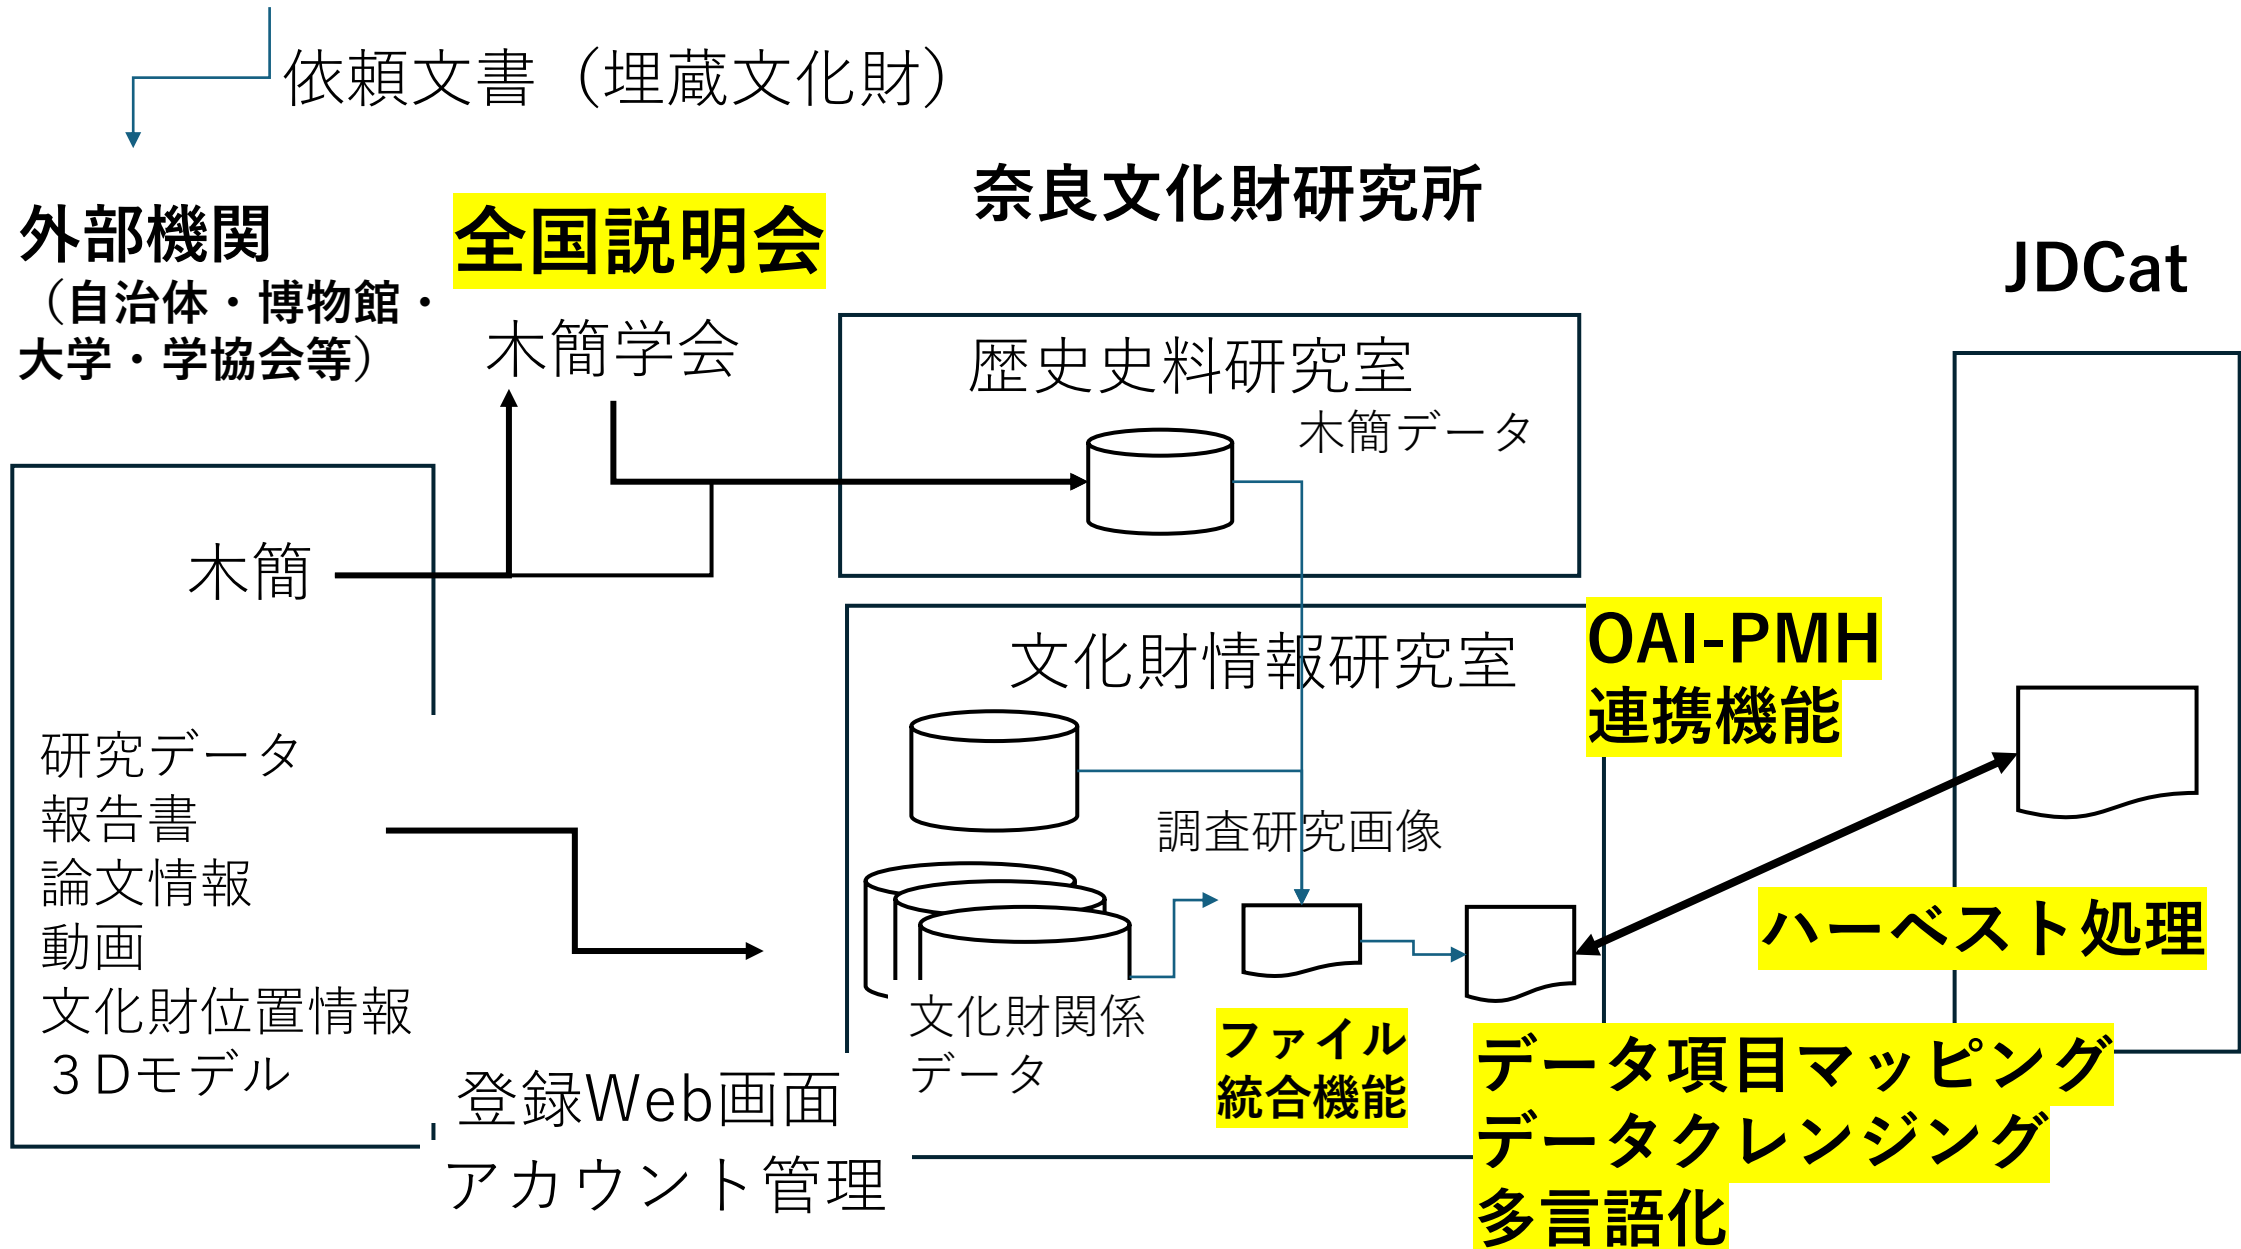 依頼文書（埋蔵文化財）
外部機関
（自治体・博物館・
大学・学協会等）
全国説明会
木簡学会
奈良文化財研究所
JDCat
歴史史料研究室
木簡データ
木簡
文化財情報研究室
OAI-PMH
連携機能
研究データ
報告書
論文情報
動画
文化財位置情報
３Dモデル
調査研究画像
ハーベスト処理
文化財関係
データ
ファイル
統合機能
登録Web画面
アカウント管理
データ項目マッピング
データクレンジング
多言語化